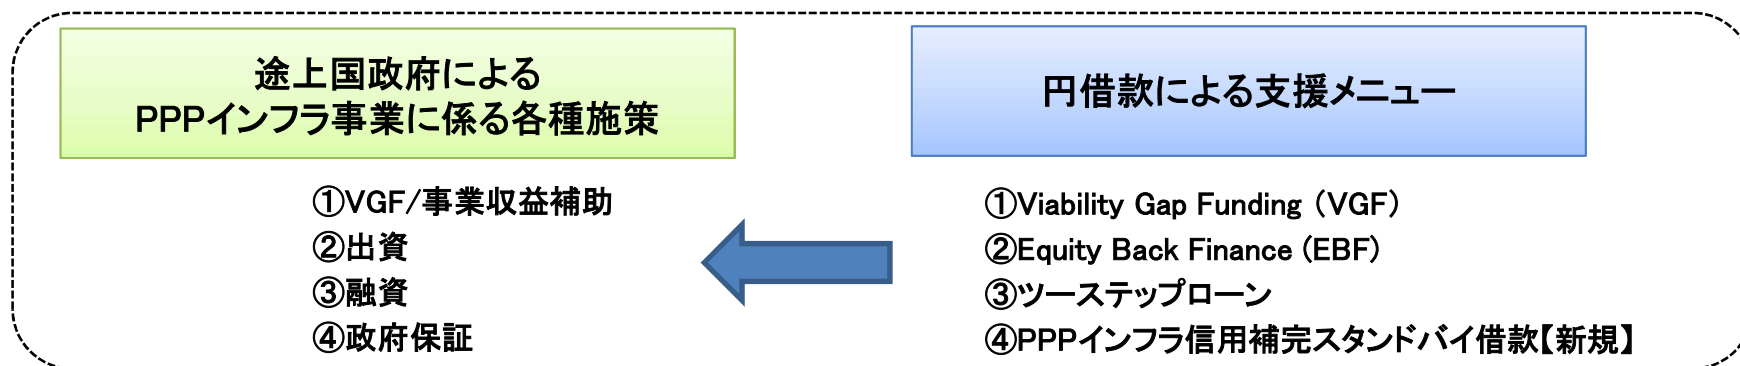 途上国政府による
PPPインフラ事業に係る各種施策
①VGF/事業収益補助
②出資
③融資
④政府保証
円借款による支援メニュー
①Viability Gap Funding (VGF)
②Equity Back Finance (EBF)
③ツーステップローン
④PPPインフラ信用補完スタンドバイ借款【新規】